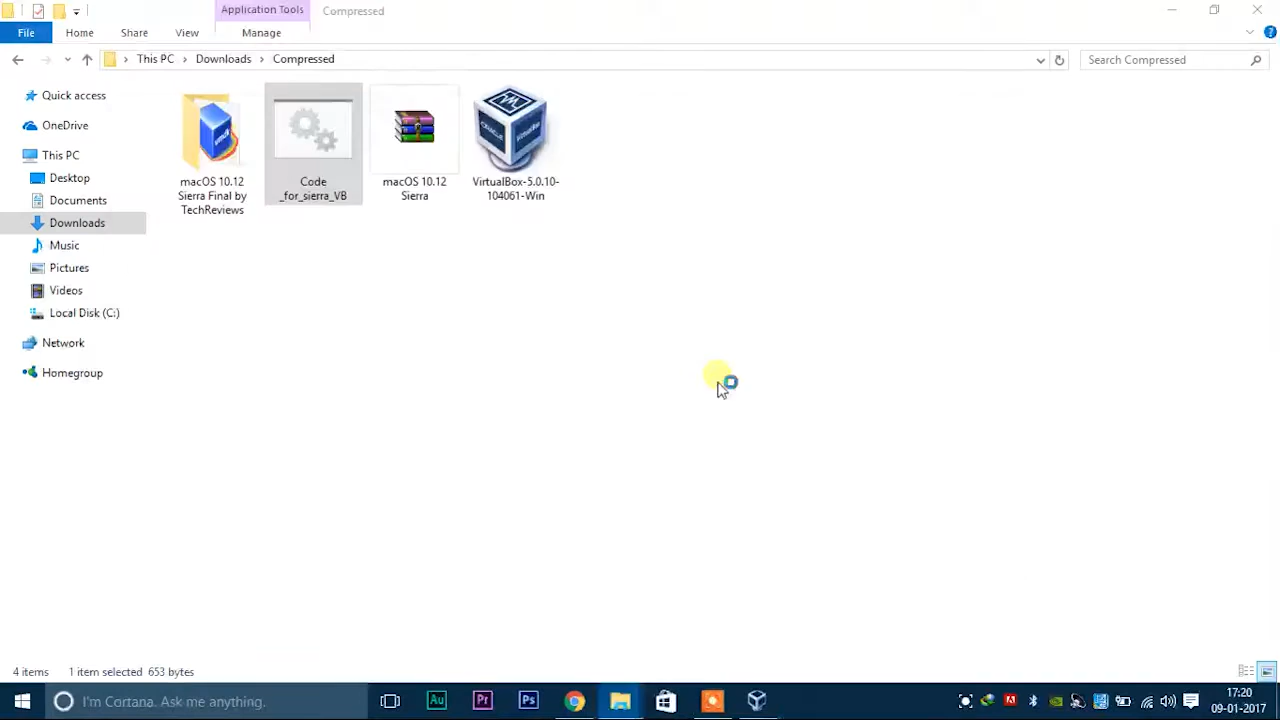 Application Tools
Compressed
File
Home
Share
View
Manage
This PC
Downloads
Compressed
Search Compressed
Quick access
OneDrive
This PC
Desktop
Documents
Downloads
Music
Pictures
Videos
Local Disk (C:)
Network
Homegroup
macOS 10.12
Sierra Final by
TechReviews
Code
_for_sierra_VB
macOS 10.12
Sierra
VirtualBox-5.0.10-
104061-Win
4 items
1 item selected 653 bytes
I'm Cortana. Ask me anything.
Au
Pr
Ps
17:20
09-01-2017